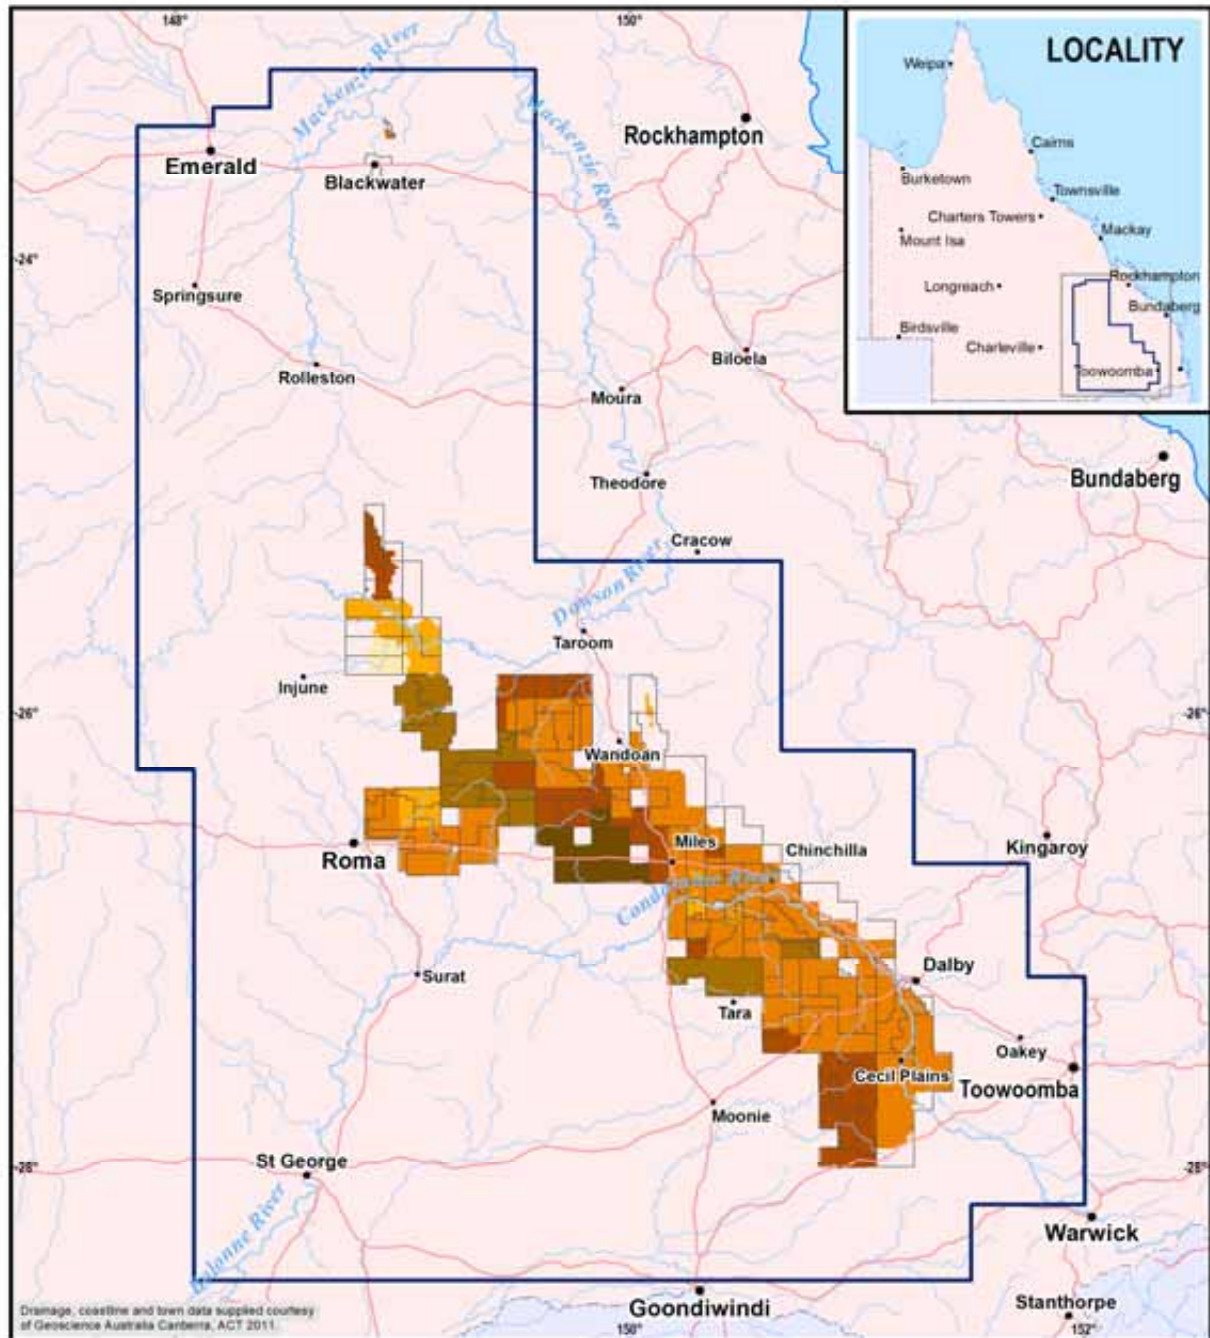 148°
150°
LOCALITY
Weipa
Cairns
Burketown
Townsville
Charters Towers
Mount Isa
Mackay
Rockhampton
Longreach
Bundaberg
Birdsville
Charleville
Toowoomba
Mackenzie River
Mackenzie River
Rockhampton
Emerald
Blackwater
-24°
Springsure
Rolleston
Biloela
Moura
Bundaberg
Theodore
Cracow
Dawson River
Taroom
Injune
-26°
-26°
Wandoan
Miles
Chinchilla
Kingaroy
Roma
Condamine River
Surat
Dalby
Tara
Oakey
Cecil Plains
Toowoomba
Moonie
-28°
St George
-28°
Balonne River
Warwick
Goondiwindi
Stanthorpe
Drainage, coastline and town data supplied courtesy
of Geoscience Australia Canberra, ACT 2011.
150°
152°